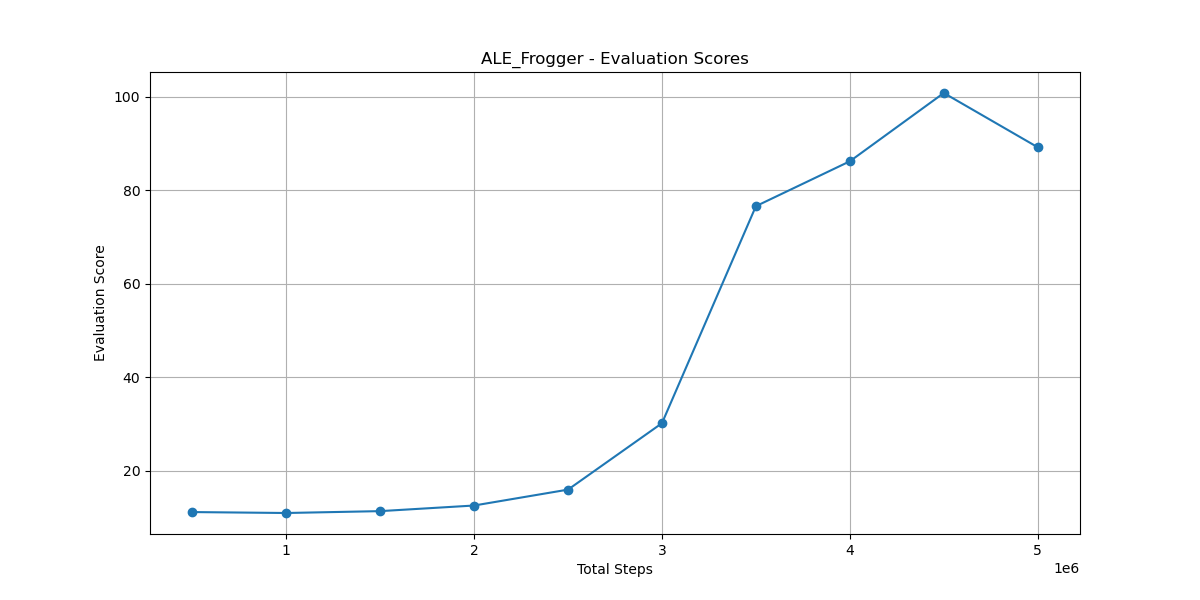 ALE_Frogger - Evaluation Scores
100
80
60
40
20
Evaluation Score
1
2
3
4
5
1e6
Total Steps